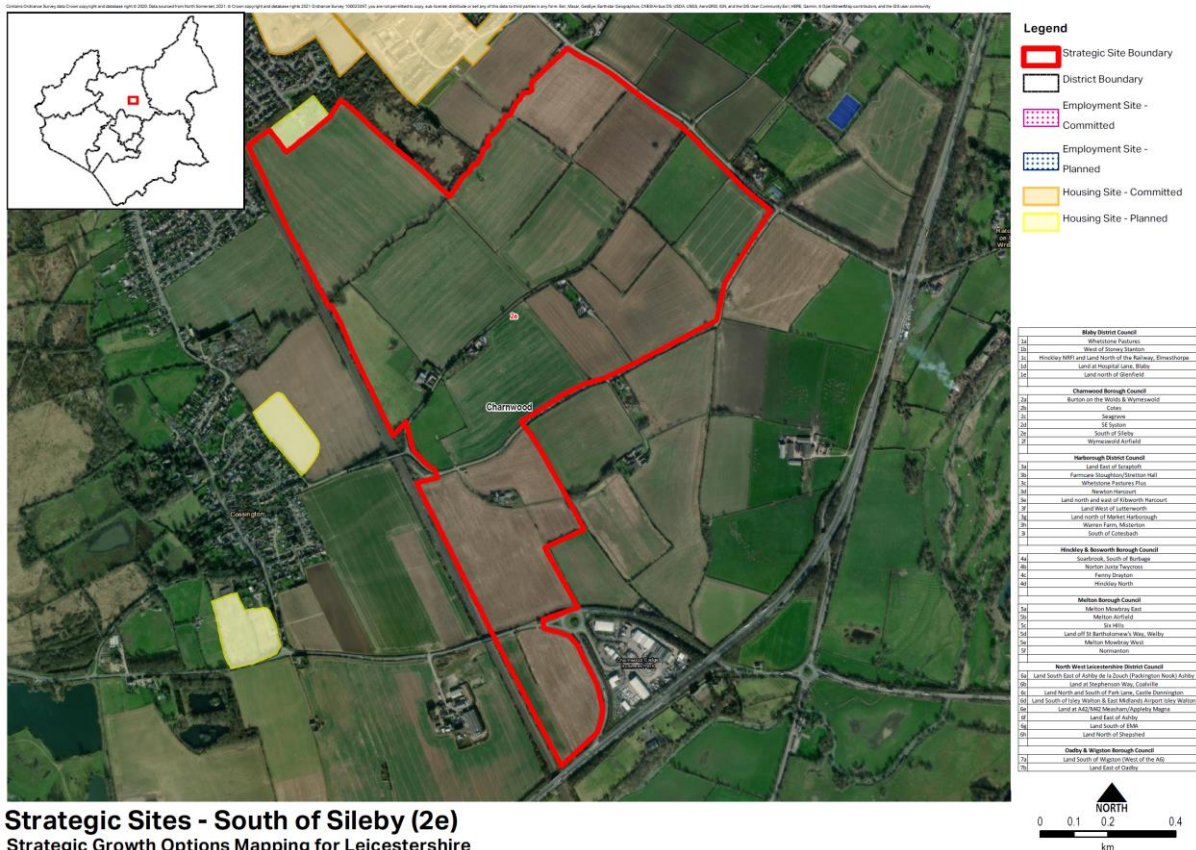 Legend
Strategic Site Boundary
District Boundary
Employment Site -
Committed
Employment Site -
Planned
Housing Site - Committed
Housing Site - Planned
2a
Charnwood
Cossington
Blaby District Council
1a Whetstone Pastures
1b West of Stoney Stanton
1c Hinckley NRFI and Land North of the Railway, Elmesthorpe
1d Land at Hospital Lane, Blaby
1e Land north of Glenfield
Charnwood Borough Council
2a Burton on the Wolds & Wymeswold
2b Cotes
2c Seagrave
2d SE Syston
2e South of Sileby
2f Wymeswold Airfield
Harborough District Council
3a Land East of Scraptoft
3b Farmcare Stoughton/Stretton Hall
3c Whetstone Pastures Plus
3d Newton Harcourt
3e Land north and east of Kibworth Harcourt
3f Land West of Lutterworth
3g Land north of Market Harborough
3h Warren Farm, Misterton
3i South of Cotesbach
Hinckley & Bosworth Borough Council
4a Soarbrook, South of Burbage
4b Norton Juxta Twycross
4c Fenny Drayton
4d Hinckley North
Melton Borough Council
5a Melton Mowbray East
5b Melton Airfield
5c Six Hills
5d Land off St Bartholomew's Way, Welby
5e Melton Mowbray West
5f Normanton
North West Leicestershire District Council
6a Land South East of Ashby de la Zouch (Packington Nook) Ashby
6b Land at Stephenson Way, Coalville
6c Land North and South of Park Lane, Castle Donnington
6d Land South of Isley Walton & East Midlands Airport Isley Walton
6e Land at A42/M42 Measham/Appleby Magna
6f Land East of Ashby
6g Land South of EMA
6h Land North of Shepshed
Oadby & Wigston Borough Council
7a Land South of Wigston (West of the A6)
7b Land East of Oadby
Strategic Sites - South of Sileby (2e)
Strategic Growth Options Mapping for Leicestershire
NORTH
0 0.1 0.2 0.4
km